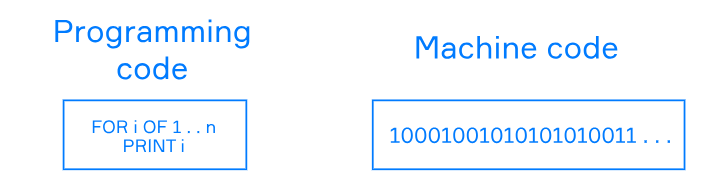 Programming
code
Machine code
FOR i OF 1 . . n
PRINT i
10001001010101010011 . . .